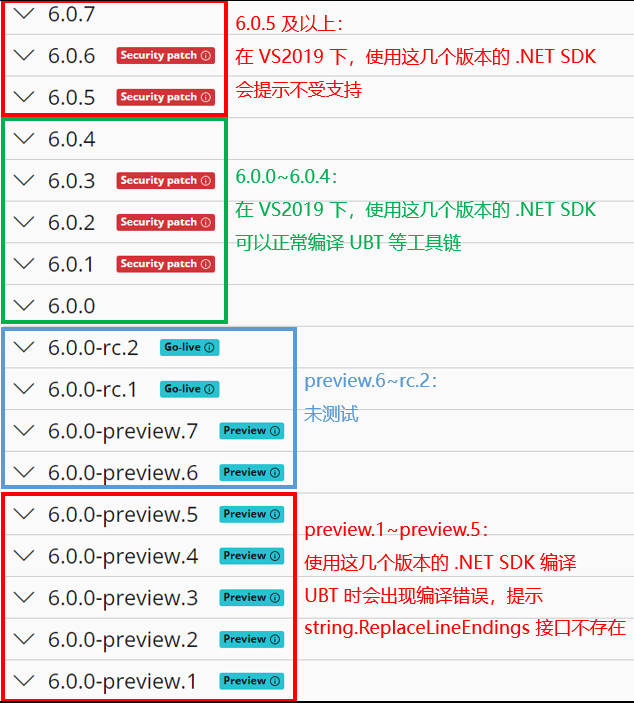 6.0.7
6.0.6 Security patch
6.0.5 Security patch
6.0.5 及以上：
在 VS2019 下，使用这几个版本的 .NET SDK
会提示不受支持
6.0.4
6.0.3 Security patch
6.0.2 Security patch
6.0.1 Security patch
6.0.0
6.0.0~6.0.4：
在 VS2019 下，使用这几个版本的 .NET SDK
可以正常编译 UBT 等工具链
6.0.0-rc.2 Go-live
6.0.0-rc.1 Go-live
6.0.0-preview.7 Preview
6.0.0-preview.6 Preview
preview.6~rc.2：
未测试
6.0.0-preview.5 Preview
6.0.0-preview.4 Preview
6.0.0-preview.3 Preview
6.0.0-preview.2 Preview
6.0.0-preview.1 Preview
preview.1~preview.5：
使用这几个版本的 .NET SDK 编译
UBT 时会出现编译错误，提示
string.ReplaceLineEndings 接口不存在